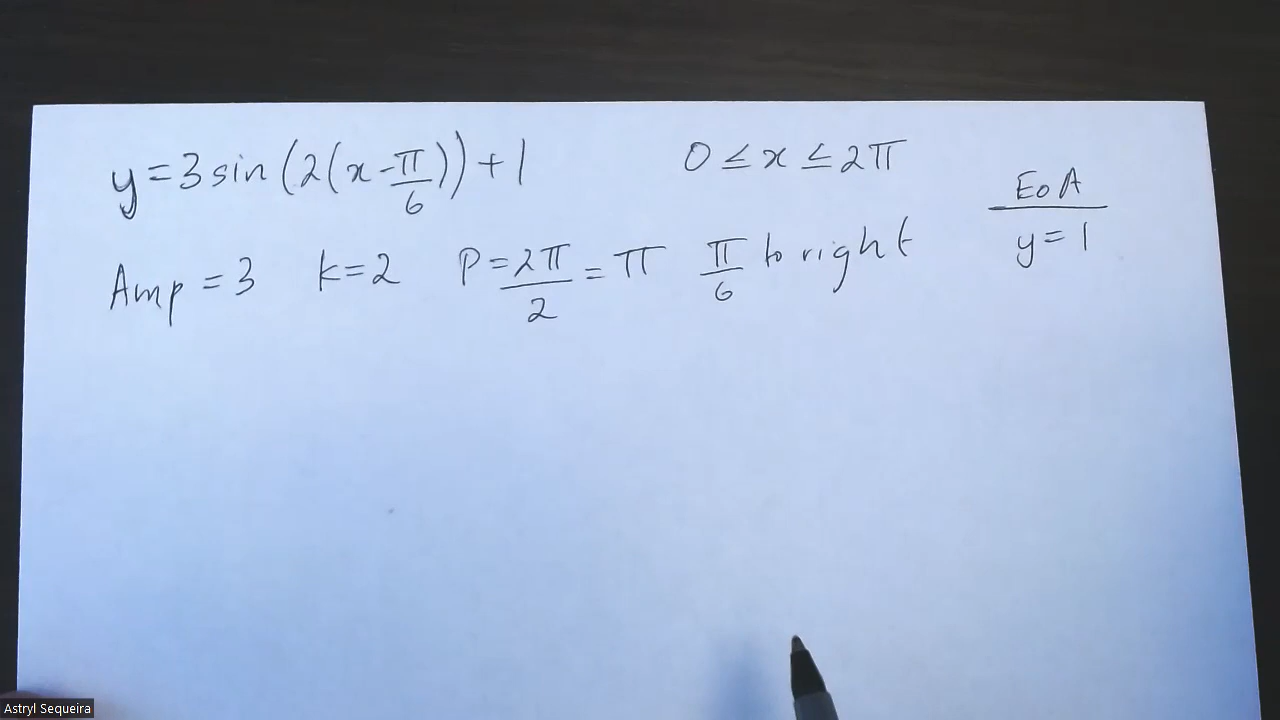 y = 3 sin (2(x - π/6)) + 1 0 ≤ x ≤ 2π
EoA
y = 1
Amp = 3 k = 2 P = 2π/2 = π π/6 to right
Astryl Sequeira